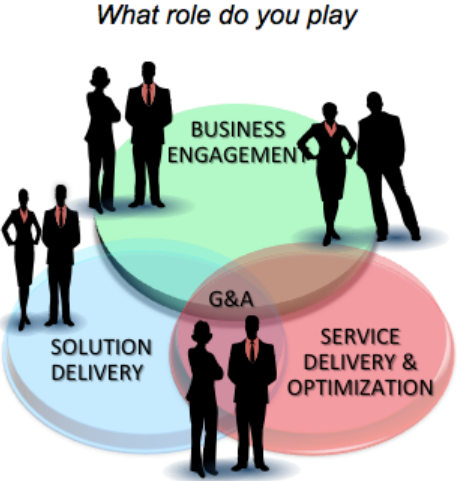 What role do you play
BUSINESS
ENGAGEMENT
G&A
SOLUTION
DELIVERY
SERVICE
DELIVERY &
OPTIMIZATION